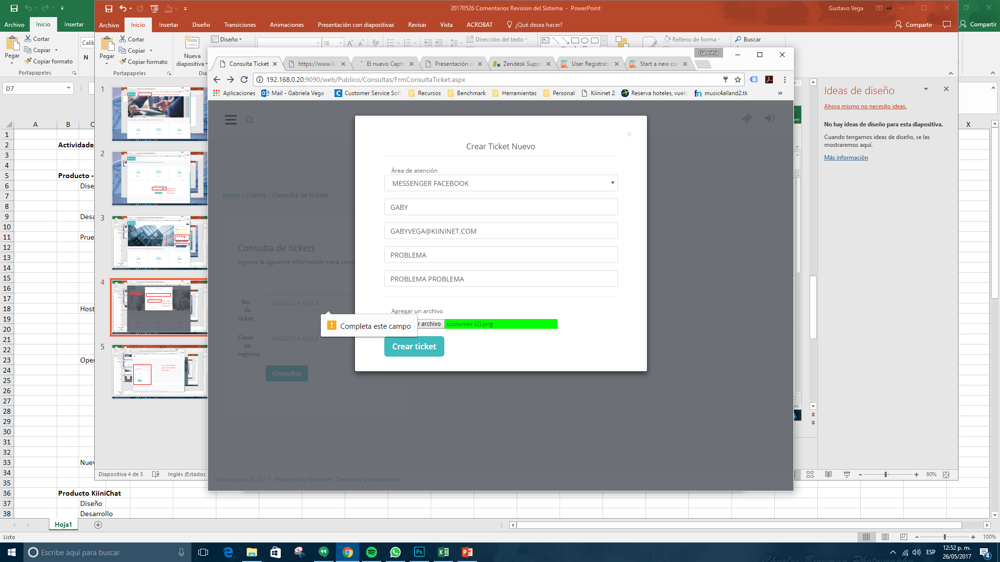 20170526 Comentarios Revision del Sistema - PowerPoint
Gustavo Vega
Archivo Inicio Insertar
Archivo Inicio Insertar Diseño Transiciones Animaciones Presentación con diapositivas Revisar Vista ACROBAT ¿Qué desea hacer? Compartir
Compartir
Pegar
Cortar
Copiar
Copiar formato
Portapapeles
Calib
N
Pegar
Cortar
Copiar
Copiar formato
Portapapeles
Nueva
diapositiva
Diseño
18
Dirección del texto
Relleno de forma
Buscar
Gabriela
Consulta Ticket
https://www.liv
El nuevo Capto
Presentación d
Zendesk Suppo
User Registrati
Start a new co
192.168.0.20:9090/web/Publico/Consultas/FrmConsultaTicket.aspx
Aplicaciones
Mail - Gabriela Vega -
Customer Service Soft
Recursos
Benchmark
Herramientas
Personal
Kiininet 2
Reserva hoteles, vuelo
music4alland2.tk
»
D7
A B C
X
1
2
3
4
5
6
7
8
9
10
11
12
13
14
15
16
17
18
19
20
21
22
23
24
25
26
27
28
29
30
31
32
33
34
35
36
37
38
Actividades
Producto -
Dise
Desa
Prue
Host
Oper
Nuev
Producto KiiniChat
Diseño
Desarrollo
1
2
3
4
5
Home / Cliente / Consulta de tickets
Consulta de tickets
Ingresa la siguiente información para consu
No.
de
ticket
INGRESA AQUÍ
Clave
de
registro
INGRESA AQUÍ
Consultar
Completa este campo
Crear Ticket Nuevo
Área de atención
MESSENGER FACEBOOK
GABY
GABYVEGA@KIININET.COM
PROBLEMA
PROBLEMA PROBLEMA
Agregar un archivo
r archivo customer (2).png
Crear ticket
Kiinisupport © 2017 - Powered by Kiinenet - Términos y condiciones
Ideas de diseño
Ahora mismo no necesito ideas.
No hay ideas de diseño para esta diapositiva.
Cuando tengamos ideas de diseño, se las
mostraremos aquí.
Más información
Diapositiva 4 de 5 Inglés (Estados
90%
Hoja1
Listo
100%
Escribe aquí para buscar
ESP
12:52 p. m.
26/05/2017
4